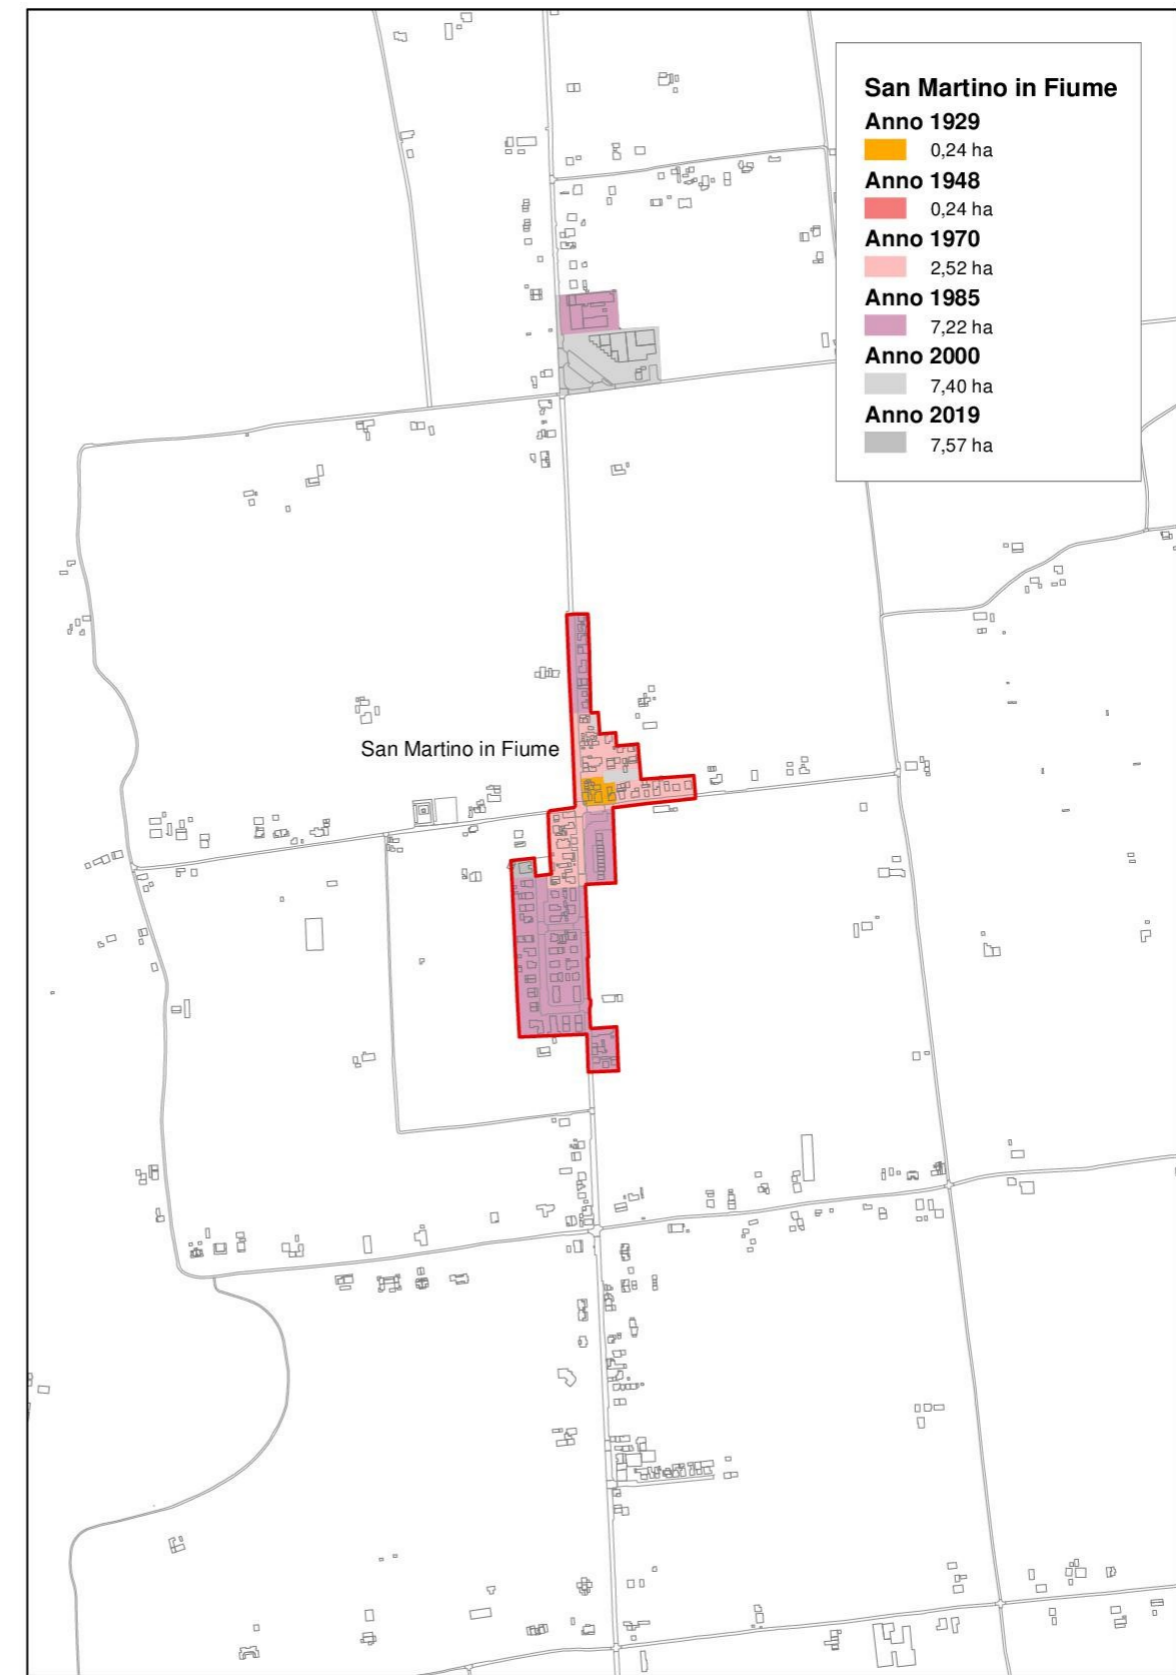 San Martino in Fiume
Anno 1929
0,24 ha
Anno 1948
0,24 ha
Anno 1970
2,52 ha
Anno 1985
7,22 ha
Anno 2000
7,40 ha
Anno 2019
7,57 ha
San Martino in Fiume